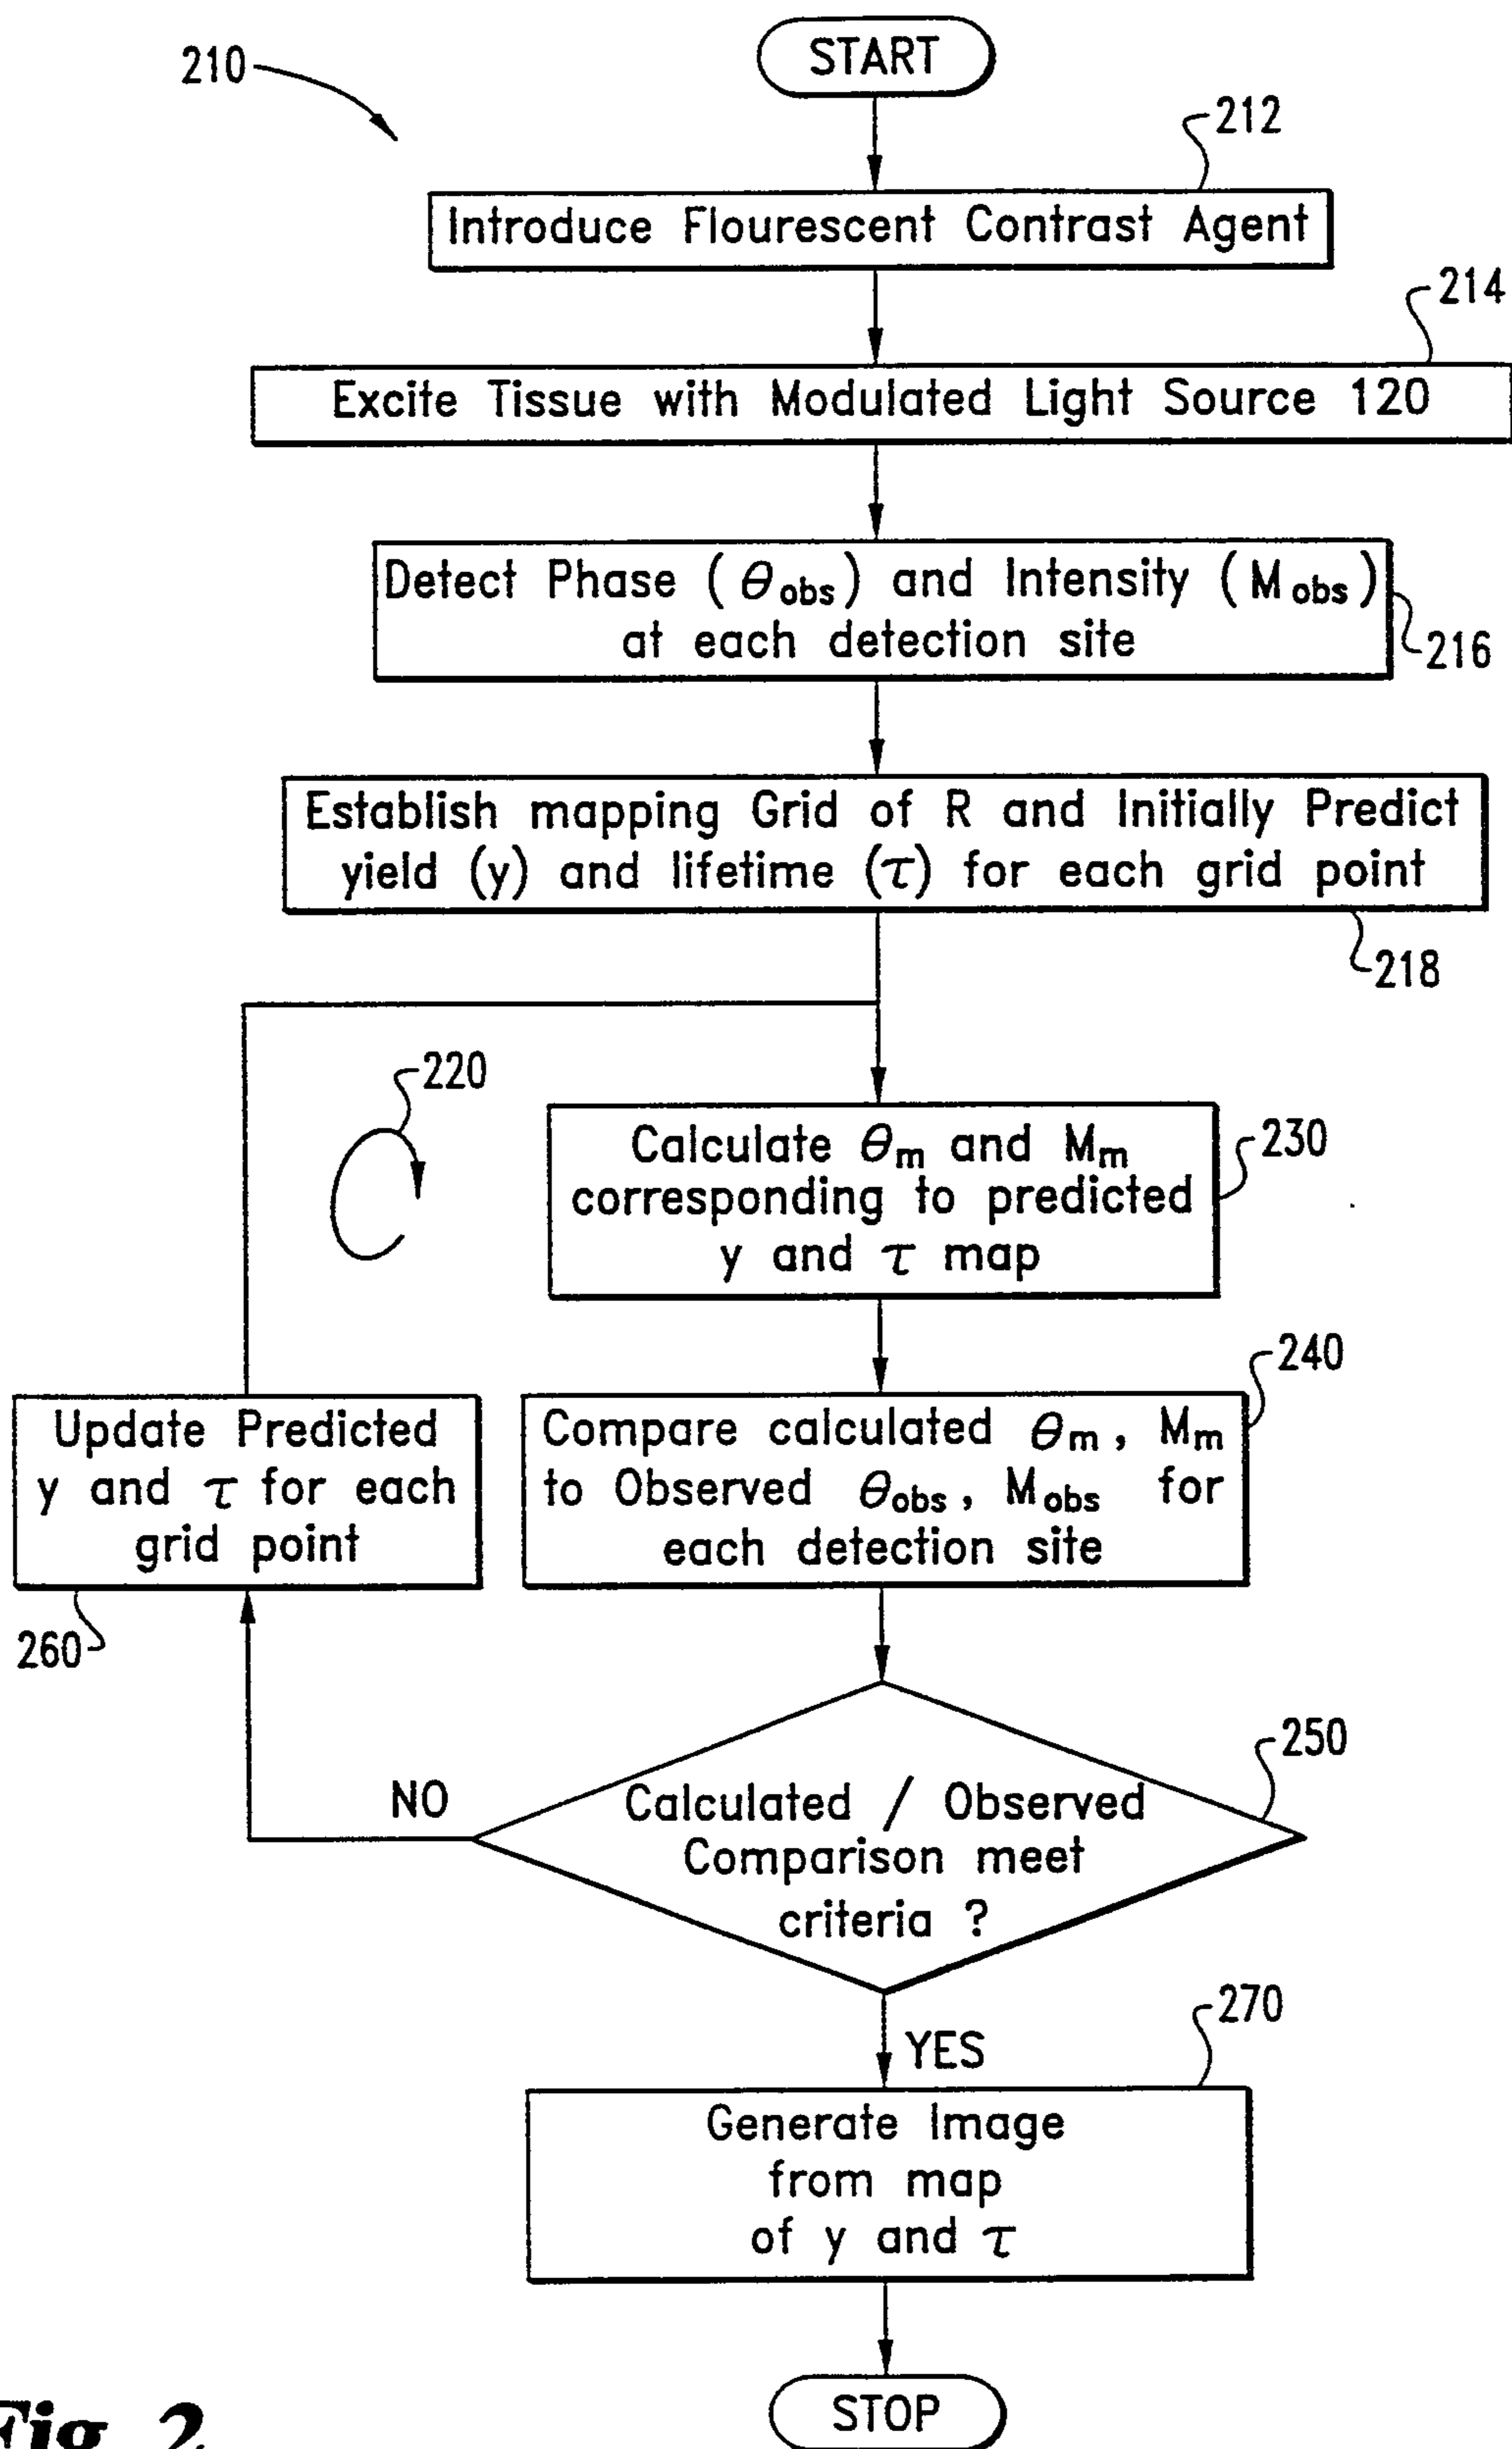 START
210
212
Introduce Flourescent Contrast Agent
214
Excite Tissue with Modulated Light Source 120
Detect Phase (θobs) and Intensity (Mobs)
at each detection site
216
Establish mapping Grid of R and Initially Predict
yield (y) and lifetime (τ) for each grid point
218
220
Calculate θm and Mm
corresponding to predicted
y and τ map
230
240
Update Predicted
y and τ for each
grid point
260
Compare calculated θm, Mm
to Observed θobs, Mobs for
each detection site
250
NO
Calculated / Observed
Comparison meet
criteria ?
YES
270
Generate Image
from map
of y and τ
STOP
Fig. 2